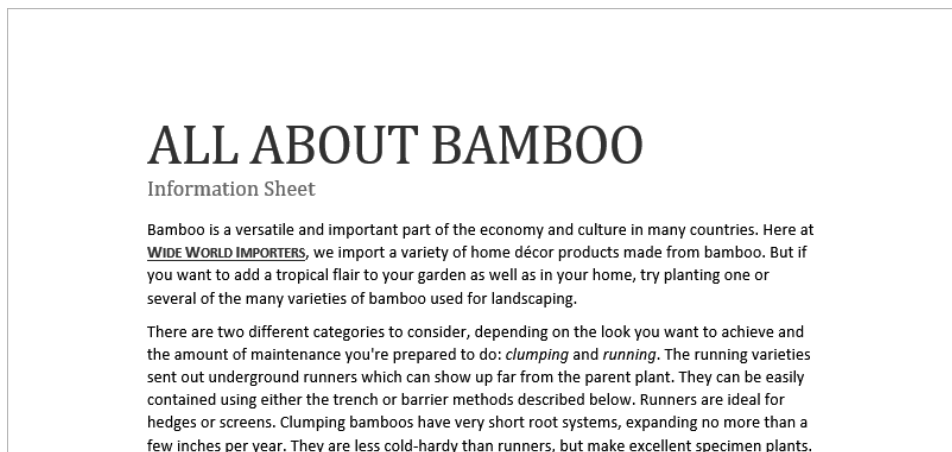 ALL ABOUT BAMBOO
Information Sheet
Bamboo is a versatile and important part of the economy and culture in many countries. Here at
WIDE WORLD IMPORTERS, we import a variety of home décor products made from bamboo. But if
you want to add a tropical flair to your garden as well as in your home, try planting one or
several of the many varieties of bamboo used for landscaping.
There are two different categories to consider, depending on the look you want to achieve and
the amount of maintenance you're prepared to do: clumping and running. The running varieties
sent out underground runners which can show up far from the parent plant. They can be easily
contained using either the trench or barrier methods described below. Runners are ideal for
hedges or screens. Clumping bamboos have very short root systems, expanding no more than a
few inches per year. They are less cold-hardy than runners, but make excellent specimen plants.